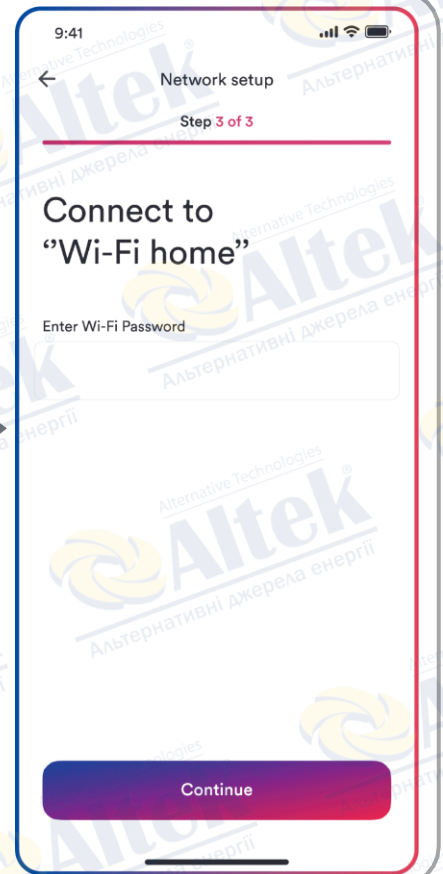 9:41
Network setup
Step 3 of 3
Connect to
‘’Wi-Fi home”
Enter Wi-Fi Password
Alternative Technologies
Altek
Альтернативні джерела енергії
Continue